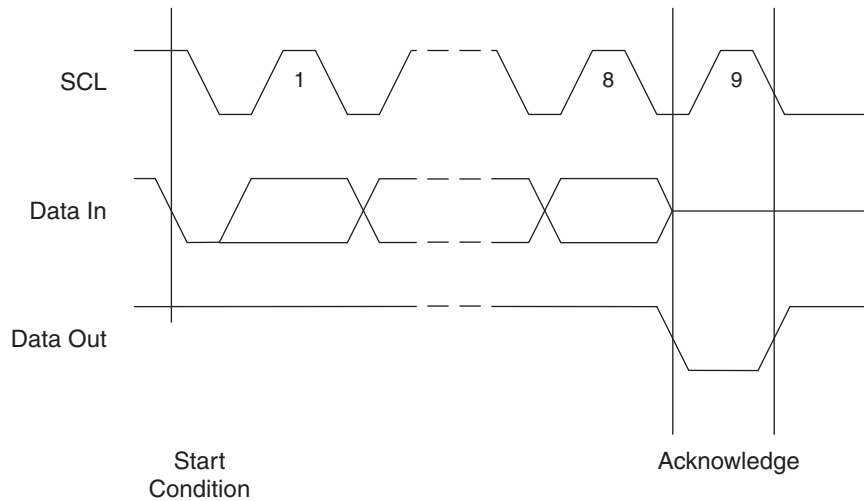 SCL
1
8
9
Data In
Data Out
Start
Condition
Acknowledge